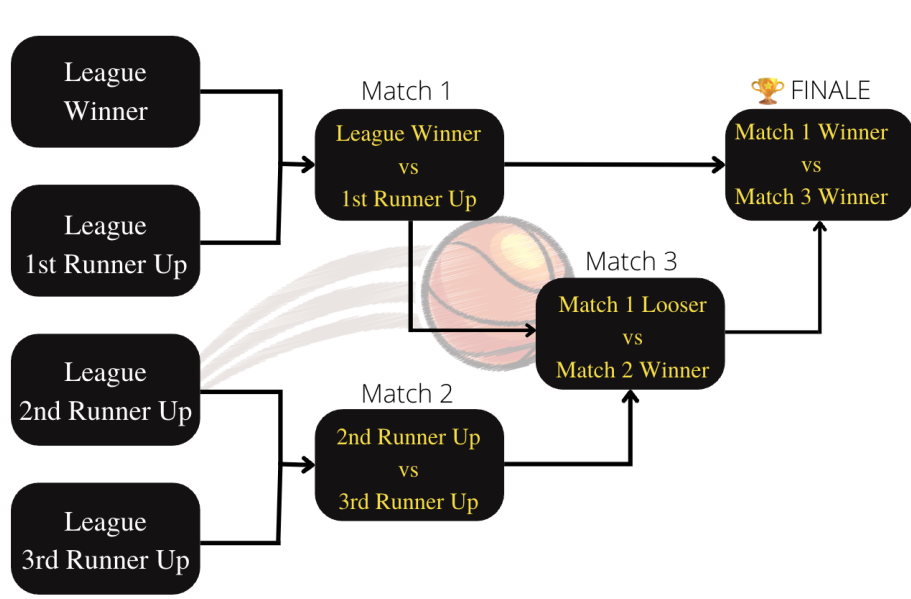 League
Winner
League
1st Runner Up
League
2nd Runner Up
League
3rd Runner Up
Match 1
League Winner
vs
1st Runner Up
Match 2
2nd Runner Up
vs
3rd Runner Up
Match 3
Match 1 Looser
vs
Match 2 Winner
🏆 FINALE
Match 1 Winner
vs
Match 3 Winner